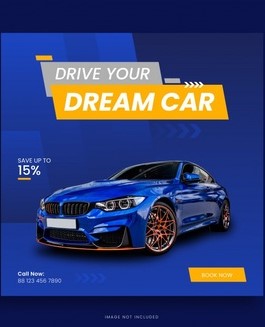 DRIVE YOUR
DREAM CAR
SAVE UP TO
15%
Call Now:
88 123 456 7890
BOOK NOW
IMAGE NOT INCLUDED